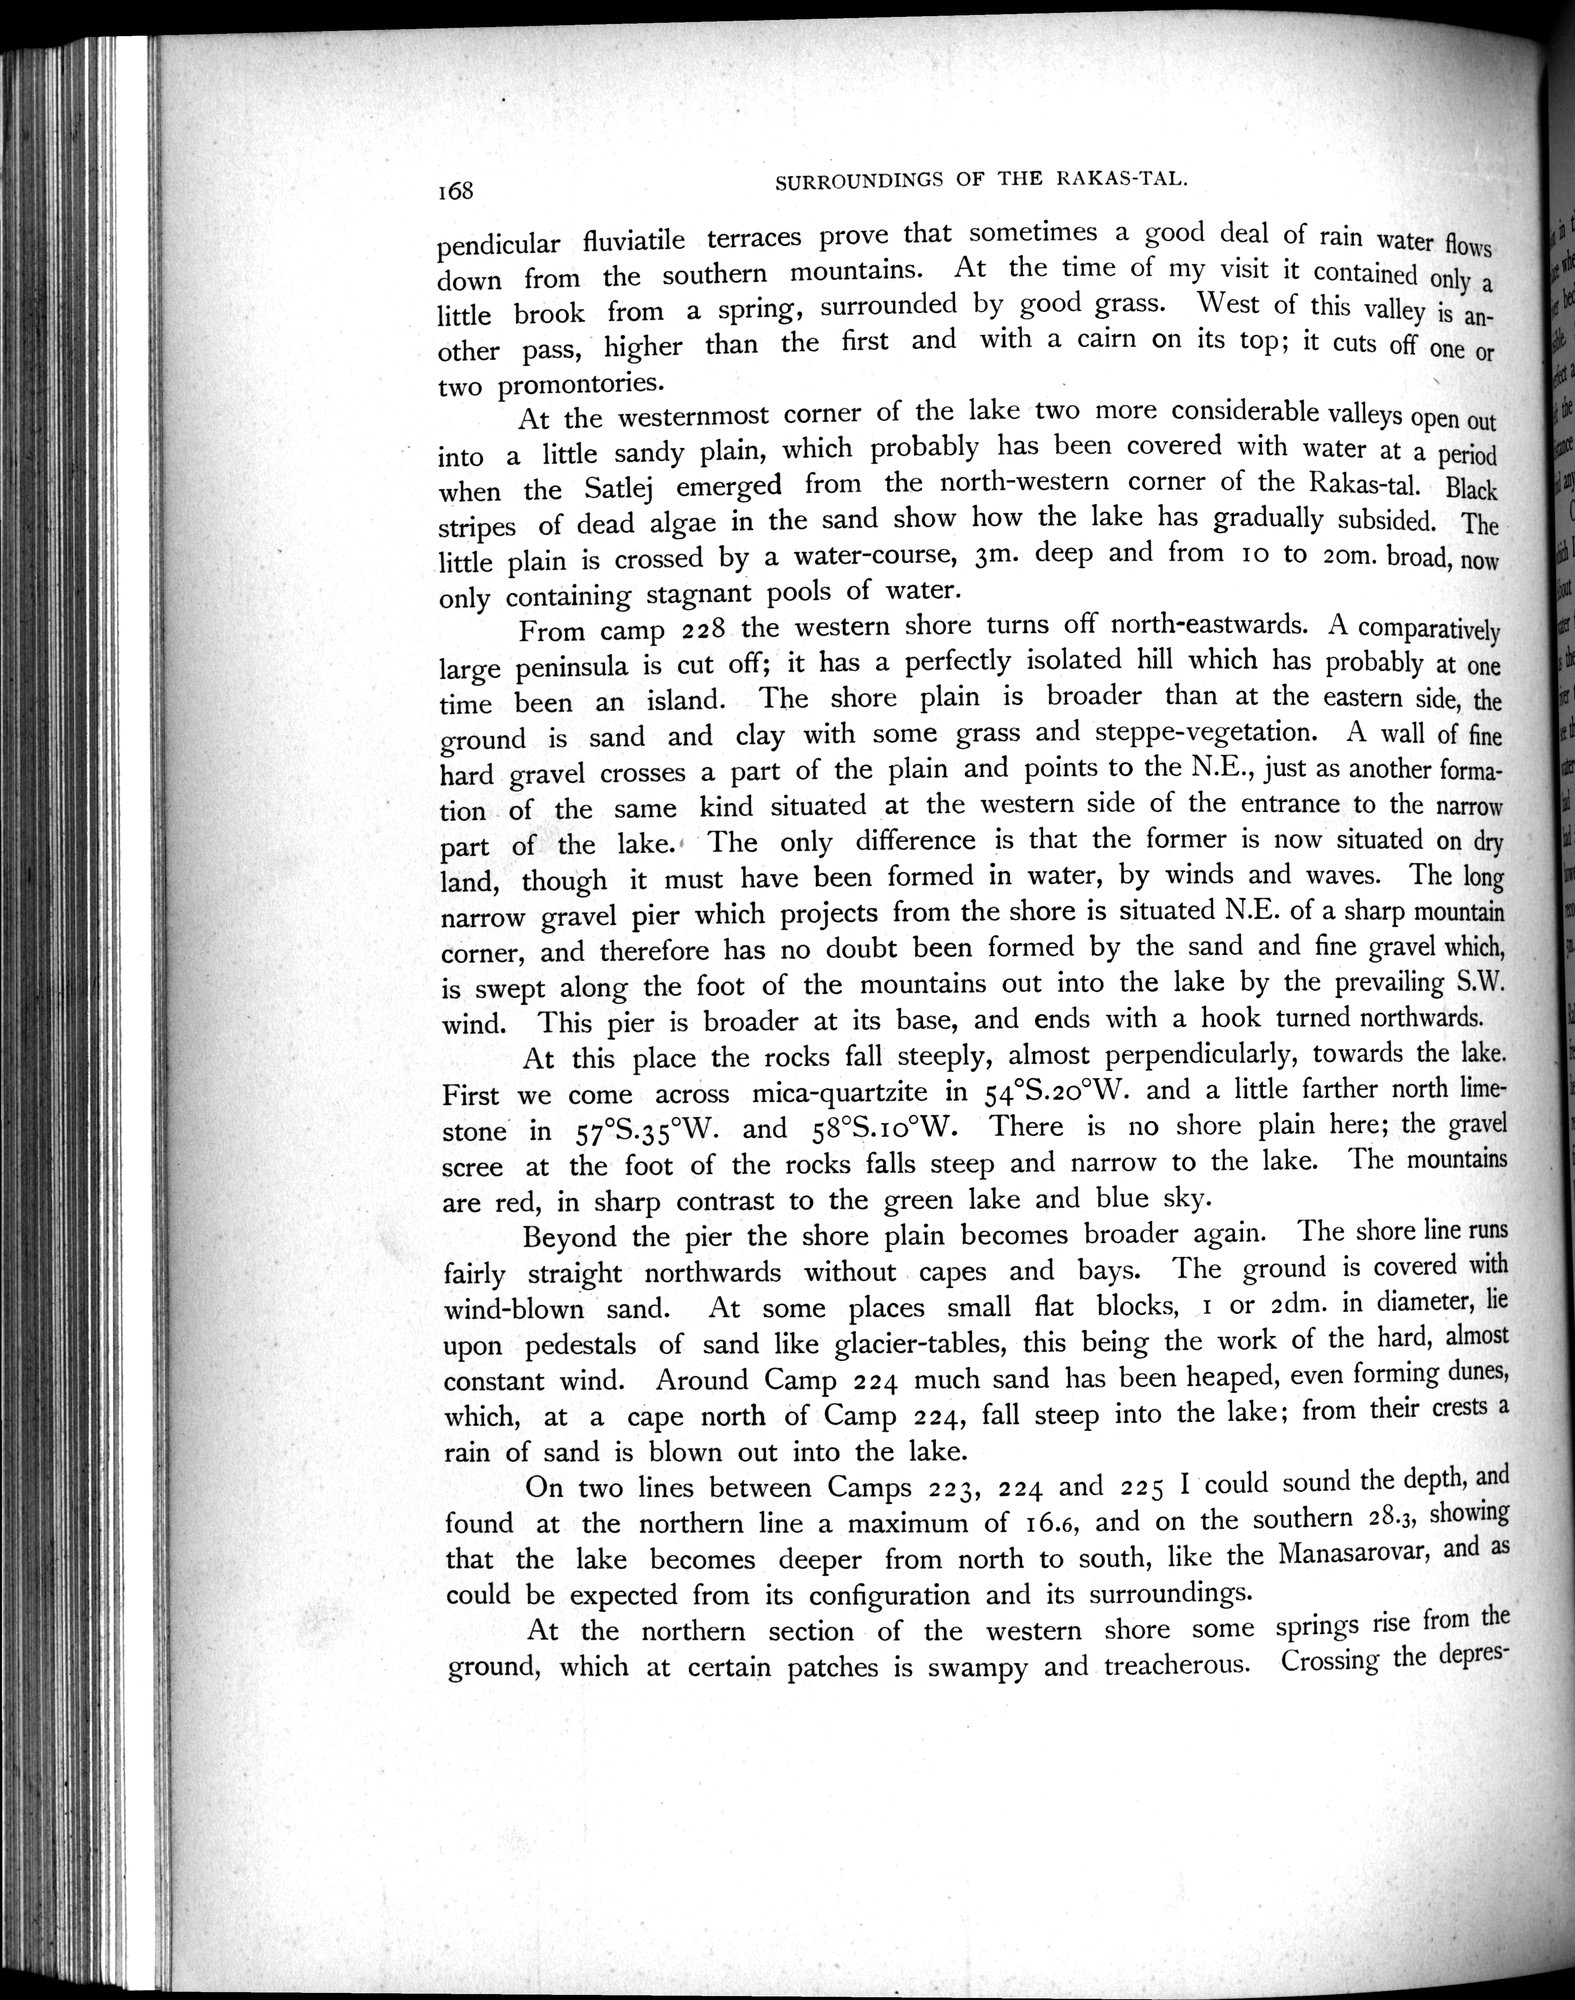 168
SURROUNDINGS OF THE RAKAS-TAL.
pendicular fluviatile terraces prove that sometimes a good deal of rain water flows
down from the southern mountains. At the time of my visit it contained only a
little brook from a spring, surrounded by good grass. West of this valley is an-
other pass, higher than the first and with a cairn on its top; it cuts off one or
two promontories.
At the westernmost corner of the lake two more considerable valleys open out
into a little sandy plain, which probably has been covered with water at a period
when the Satlej emerged from the north-western corner of the Rakas-tal. Black
stripes of dead algae in the sand show how the lake has gradually subsided. The
little plain is crossed by a water-course, 3m. deep and from 10 to 20m. broad, now
only containing stagnant pools of water.
From camp 228 the western shore turns off north-eastwards. A comparatively
large peninsula is cut off; it has a perfectly isolated hill which has probably at one
time been an island. The shore plain is broader than at the eastern side, the
ground is sand and clay with some grass and steppe-vegetation. A wall of fine
hard gravel crosses a part of the plain and points to the N.E., just as another forma-
tion of the same kind situated at the western side of the entrance to the narrow
part of the lake. The only difference is that the former is now situated on dry
land, though it must have been formed in water, by winds and waves. The long
narrow gravel pier which projects from the shore is situated N.E. of a sharp mountain
corner, and therefore has no doubt been formed by the sand and fine gravel which,
is swept along the foot of the mountains out into the lake by the prevailing S.W.
wind. This pier is broader at its base, and ends with a hook turned northwards.
At this place the rocks fall steeply, almost perpendicularly, towards the lake.
First we come across mica-quartzite in 54°S.20°W. and a little farther north lime-
stone in 57°S.35°W. and 58°S.10°W. There is no shore plain here; the gravel
scree at the foot of the rocks falls steep and narrow to the lake. The mountains
are red, in sharp contrast to the green lake and blue sky.
Beyond the pier the shore plain becomes broader again. The shore line runs
fairly straight northwards without capes and bays. The ground is covered with
wind-blown sand. At some places small flat blocks, 1 or 2dm. in diameter, lie
upon pedestals of sand like glacier-tables, this being the work of the hard, almost
constant wind. Around Camp 224 much sand has been heaped, even forming dunes,
which, at a cape north of Camp 224, fall steep into the lake; from their crests a
rain of sand is blown out into the lake.
On two lines between Camps 223, 224 and 225 I could sound the depth, and
found at the northern line a maximum of 16.6, and on the southern 28.3, showing
that the lake becomes deeper from north to south, like the Manasarovar, and as
could be expected from its configuration and its surroundings.
At the northern section of the western shore some springs rise from the
ground, which at certain patches is swampy and treacherous. Crossing the depres-